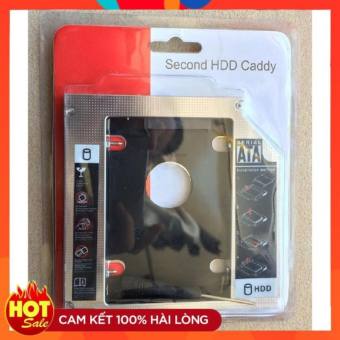 Second HDD Caddy
SERIAL
ATA
HDD
HOT
Sale
CAM KẾT 100% HÀI LÒNG